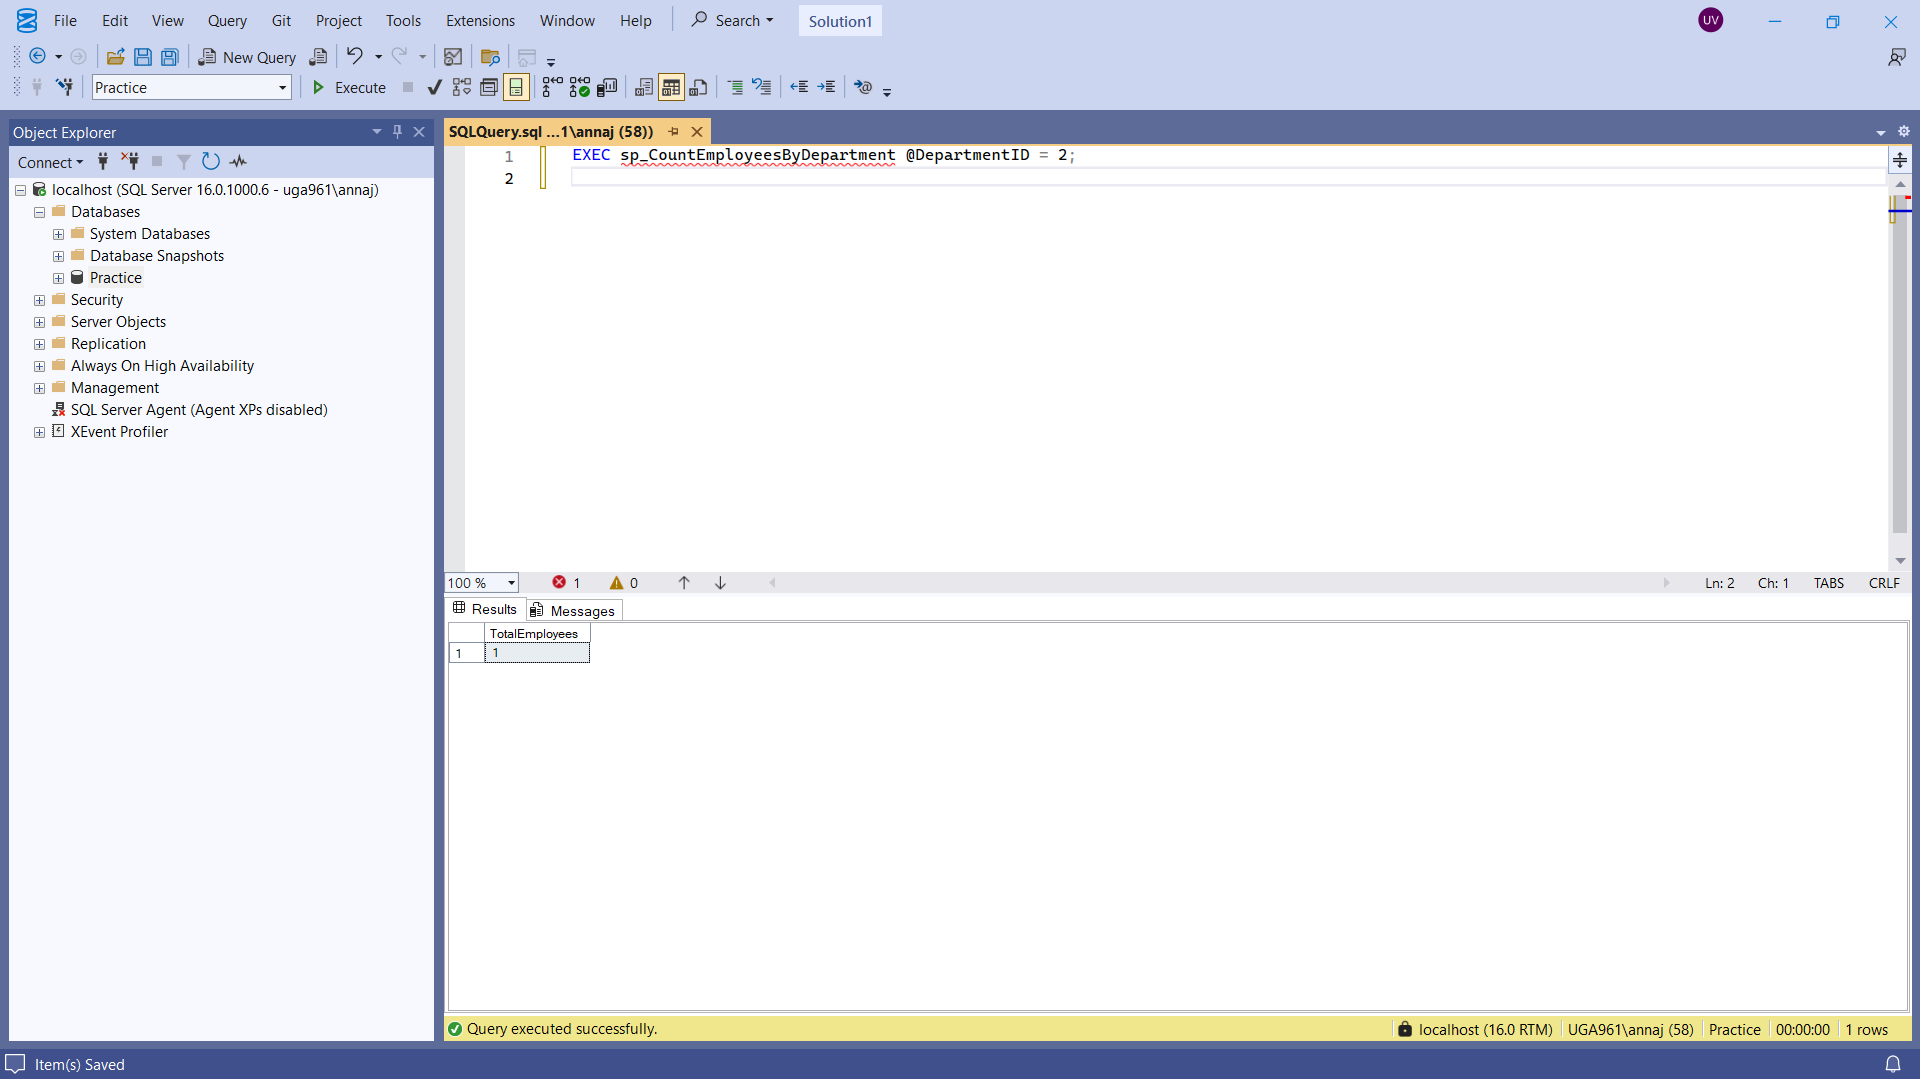 File Edit View Query Git Project Tools Extensions Window Help Search Solution1 UV
New Query
Practice Execute
Object Explorer
Connect
localhost (SQL Server 16.0.1000.6 - uga961\annaj)
Databases
System Databases
Database Snapshots
Practice
Security
Server Objects
Replication
Always On High Availability
Management
SQL Server Agent (Agent XPs disabled)
XEvent Profiler
SQLQuery.sql ...1\annaj (58))
1 EXEC sp_CountEmployeesByDepartment @DepartmentID = 2;
2
100 % 1 0 Ln: 2 Ch: 1 TABS CRLF
Results Messages
TotalEmployees
1 1
Query executed successfully. localhost (16.0 RTM) UGA961\annaj (58) Practice 00:00:00 1 rows
Item(s) Saved